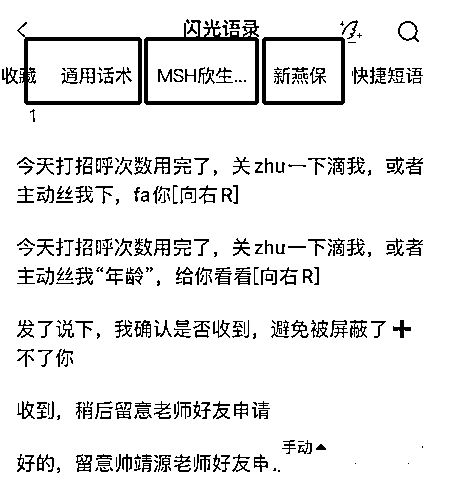 闪光语录
收藏 通用话术 MSH欣生... 新燕保 快捷短语
1
今天打招呼次数用完了，关zhu一下滴我，或者
主动丝我下，fa你[向右R]
今天打招呼次数用完了，关zhu一下滴我，或者
主动丝我“年龄”，给你看看[向右R]
发了说下，我确认是否收到，避免被屏蔽了➕
不了你
收到，稍后留意老师好友申请
手动▲
好的，留意帅靖源老师好友申..